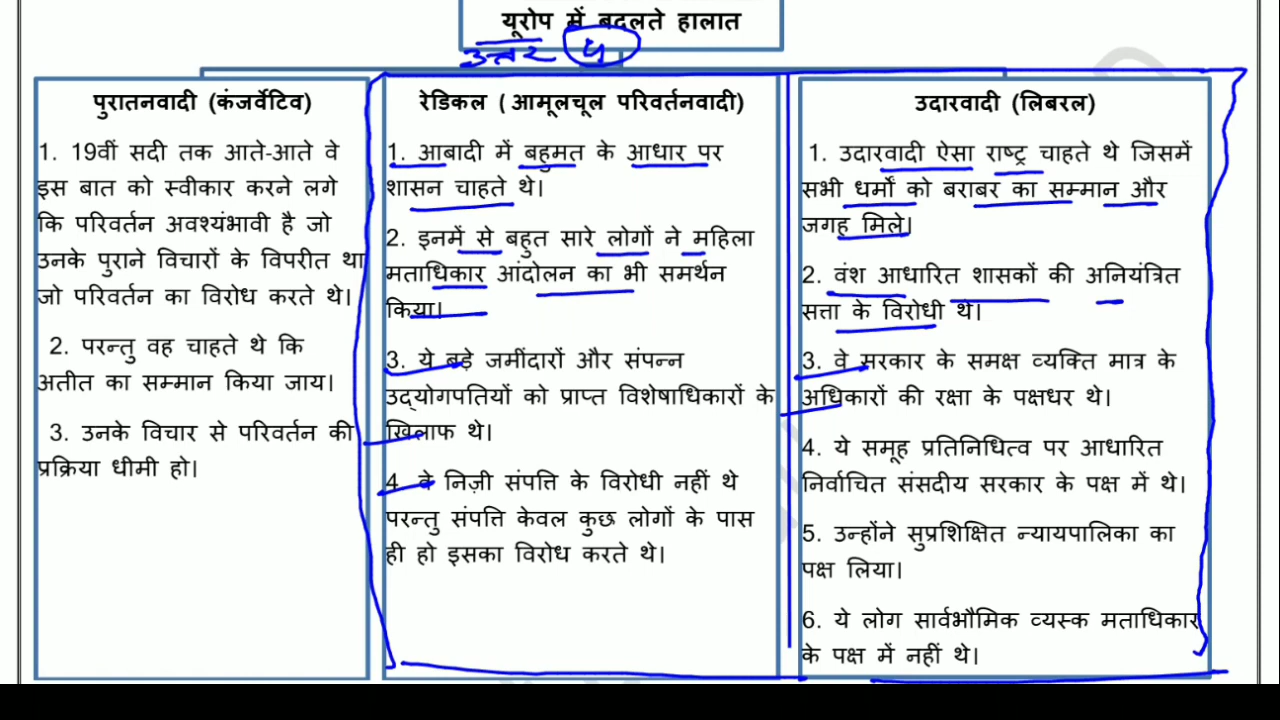 यूरोप में बदलते हालात
उत्तर
पुरातनवादी (कंजर्वेटिव)
1. 19वीं सदी तक आते-आते वे
इस बात को स्वीकार करने लगे
कि परिवर्तन अवश्यंभावी है जो
उनके पुराने विचारों के विपरीत था
जो परिवर्तन का विरोध करते थे।
2. परन्तु वह चाहते थे कि
अतीत का सम्मान किया जाय।
3. उनके विचार से परिवर्तन की
प्रक्रिया धीमी हो।
रेडिकल ( आमूलचूल परिवर्तनवादी)
1. आबादी में बहुमत के आधार पर
शासन चाहते थे।
2. इनमें से बहुत सारे लोगों ने महिला
मताधिकार आंदोलन का भी समर्थन
किया।
3. ये बड़े जमींदारों और संपन्न
उद्योगपतियों को प्राप्त विशेषाधिकारों के
खिलाफ थे।
4. वे निज़ी संपत्ति के विरोधी नहीं थे
परन्तु संपत्ति केवल कुछ लोगों के पास
ही हो इसका विरोध करते थे।
उदारवादी (लिबरल)
1. उदारवादी ऐसा राष्ट्र चाहते थे जिसमें
सभी धर्मों को बराबर का सम्मान और
जगह मिले।
2. वंश आधारित शासकों की अनियंत्रित
सत्ता के विरोधी थे।
3. वे सरकार के समक्ष व्यक्ति मात्र के
अधिकारों की रक्षा के पक्षधर थे।
4. ये समूह प्रतिनिधित्व पर आधारित
निर्वाचित संसदीय सरकार के पक्ष में थे।
5. उन्होंने सुप्रशिक्षित न्यायपालिका का
पक्ष लिया।
6. ये लोग सार्वभौमिक व्यस्क मताधिकार
के पक्ष में नहीं थे।